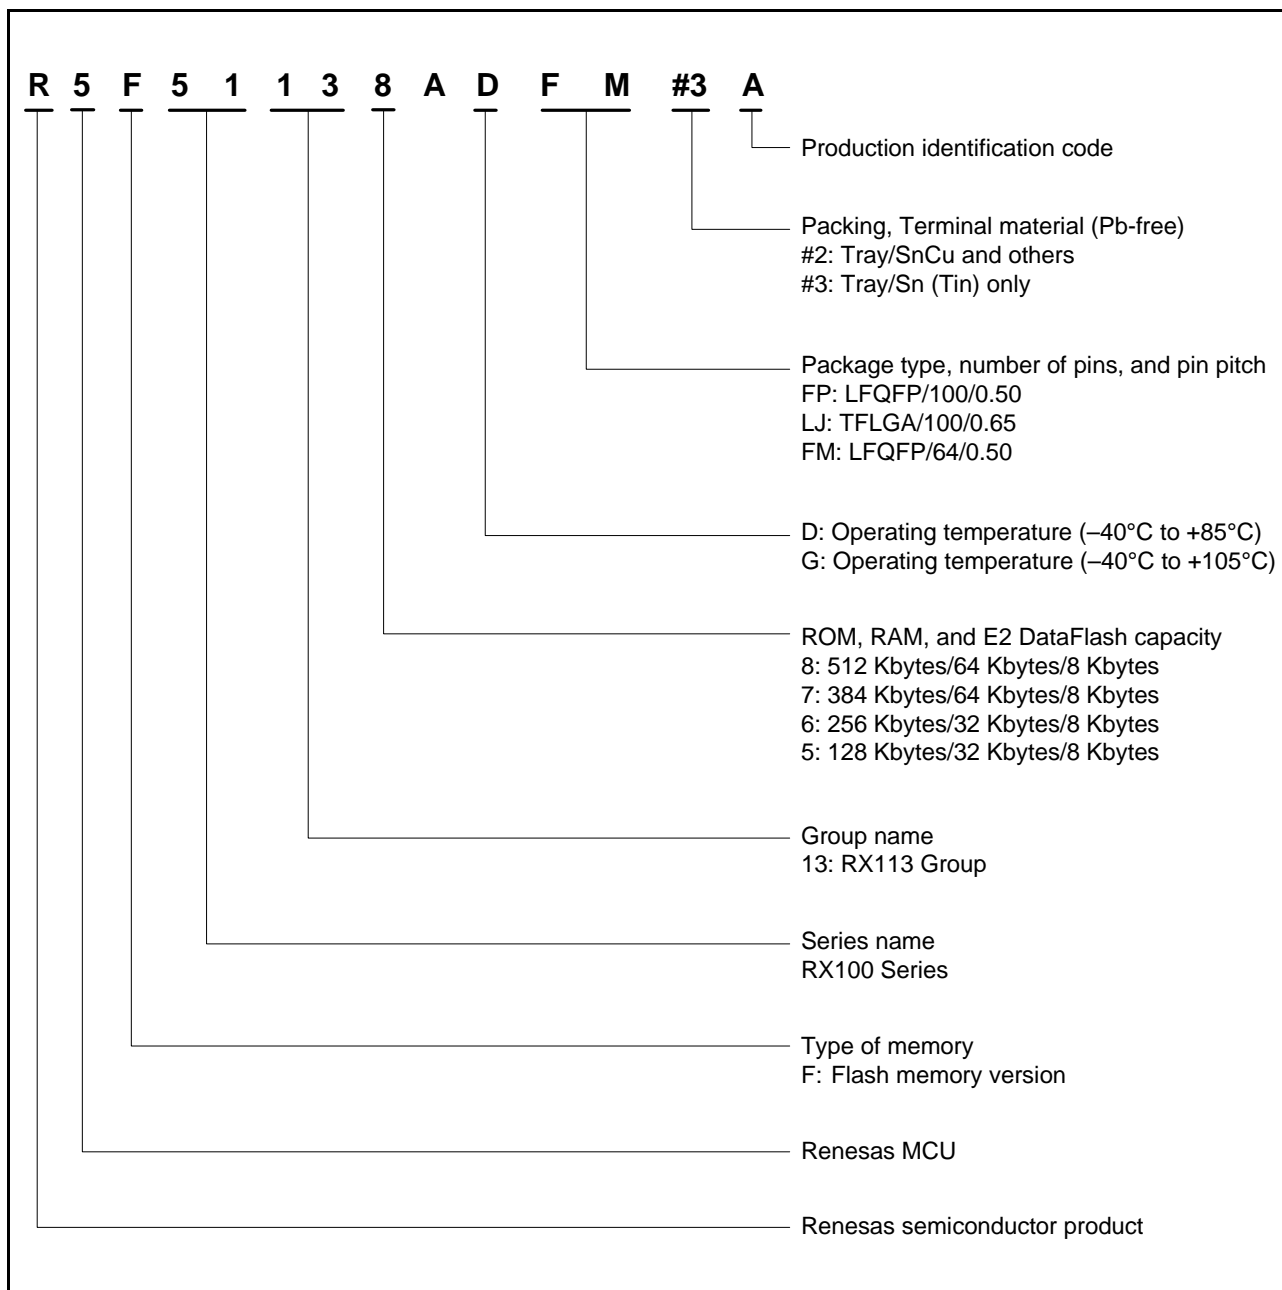 R 5 F 5 1 1 3 8 A D F M #3 A
Production identification code
Packing, Terminal material (Pb-free)
#2: Tray/SnCu and others
#3: Tray/Sn (Tin) only
Package type, number of pins, and pin pitch
FP: LFQFP/100/0.50
LJ: TFLGA/100/0.65
FM: LFQFP/64/0.50
D: Operating temperature (–40°C to +85°C)
G: Operating temperature (–40°C to +105°C)
ROM, RAM, and E2 DataFlash capacity
8: 512 Kbytes/64 Kbytes/8 Kbytes
7: 384 Kbytes/64 Kbytes/8 Kbytes
6: 256 Kbytes/32 Kbytes/8 Kbytes
5: 128 Kbytes/32 Kbytes/8 Kbytes
Group name
13: RX113 Group
Series name
RX100 Series
Type of memory
F: Flash memory version
Renesas MCU
Renesas semiconductor product